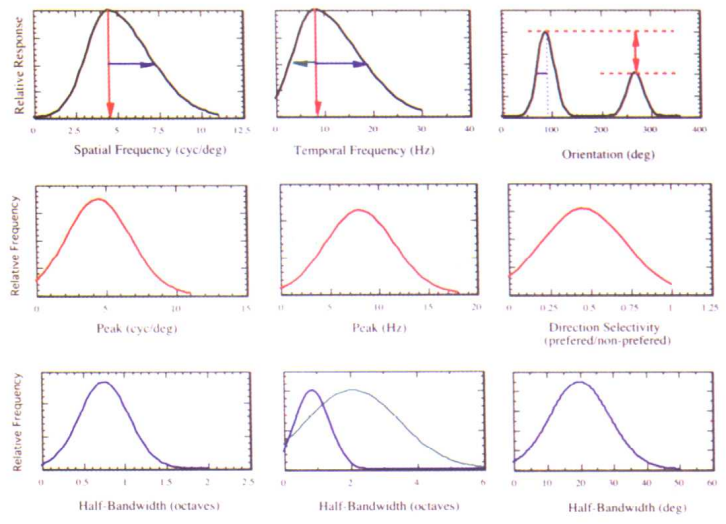 Relative Response
0 2.5 5 7.5 10 12.5
Spatial Frequency (cyc/deg)
0 10 20 30 40
Temporal Frequency (Hz)
0 100 200 300 400
Orientation (deg)
Relative Frequency
0 5 10 15
Peak (cyc/deg)
0 5 10 15 20
Peak (Hz)
0 0.25 0.5 0.75 1 1.25
Direction Selectivity
(prefered/non-prefered)
Relative Frequency
0 0.5 1 1.5 2 2.5
Half-Bandwidth (octaves)
0 2 4 6
Half-Bandwidth (octaves)
0 10 20 30 40 50 60
Half-Bandwidth (deg)